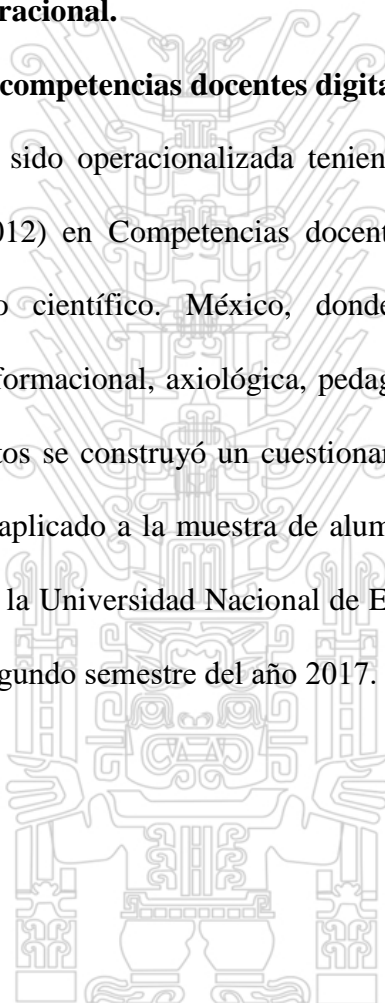 racional.
competencias docentes digita
sido operacionalizada tenien
012) en Competencias docent
o científico. México, donde
formacional, axiológica, pedag
tos se construyó un cuestionar
aplicado a la muestra de alum
la Universidad Nacional de E
gundo semestre del año 2017.